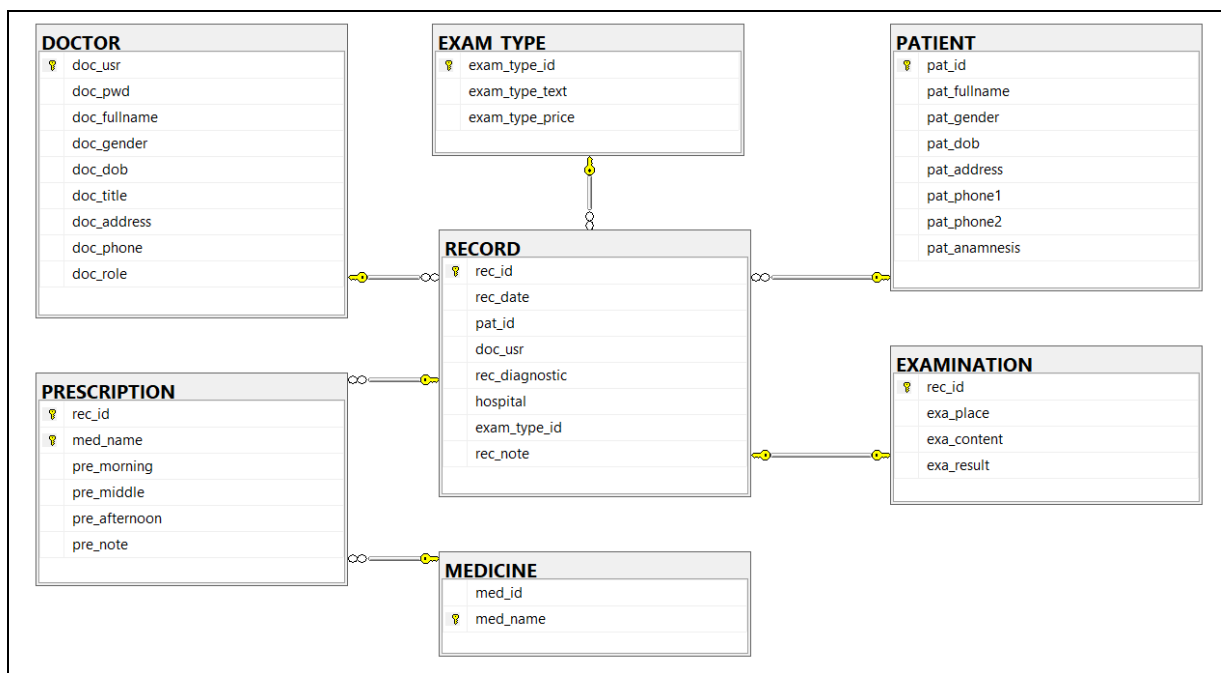 DOCTOR
doc_usr
doc_pwd
doc_fullname
doc_gender
doc_dob
doc_title
doc_address
doc_phone
doc_role
EXAM_TYPE
exam_type_id
exam_type_text
exam_type_price
PATIENT
pat_id
pat_fullname
pat_gender
pat_dob
pat_address
pat_phone1
pat_phone2
pat_anamnesis
RECORD
rec_id
rec_date
pat_id
doc_usr
rec_diagnostic
hospital
exam_type_id
rec_note
PRESCRIPTION
rec_id
med_name
pre_morning
pre_middle
pre_afternoon
pre_note
EXAMINATION
rec_id
exa_place
exa_content
exa_result
MEDICINE
med_id
med_name